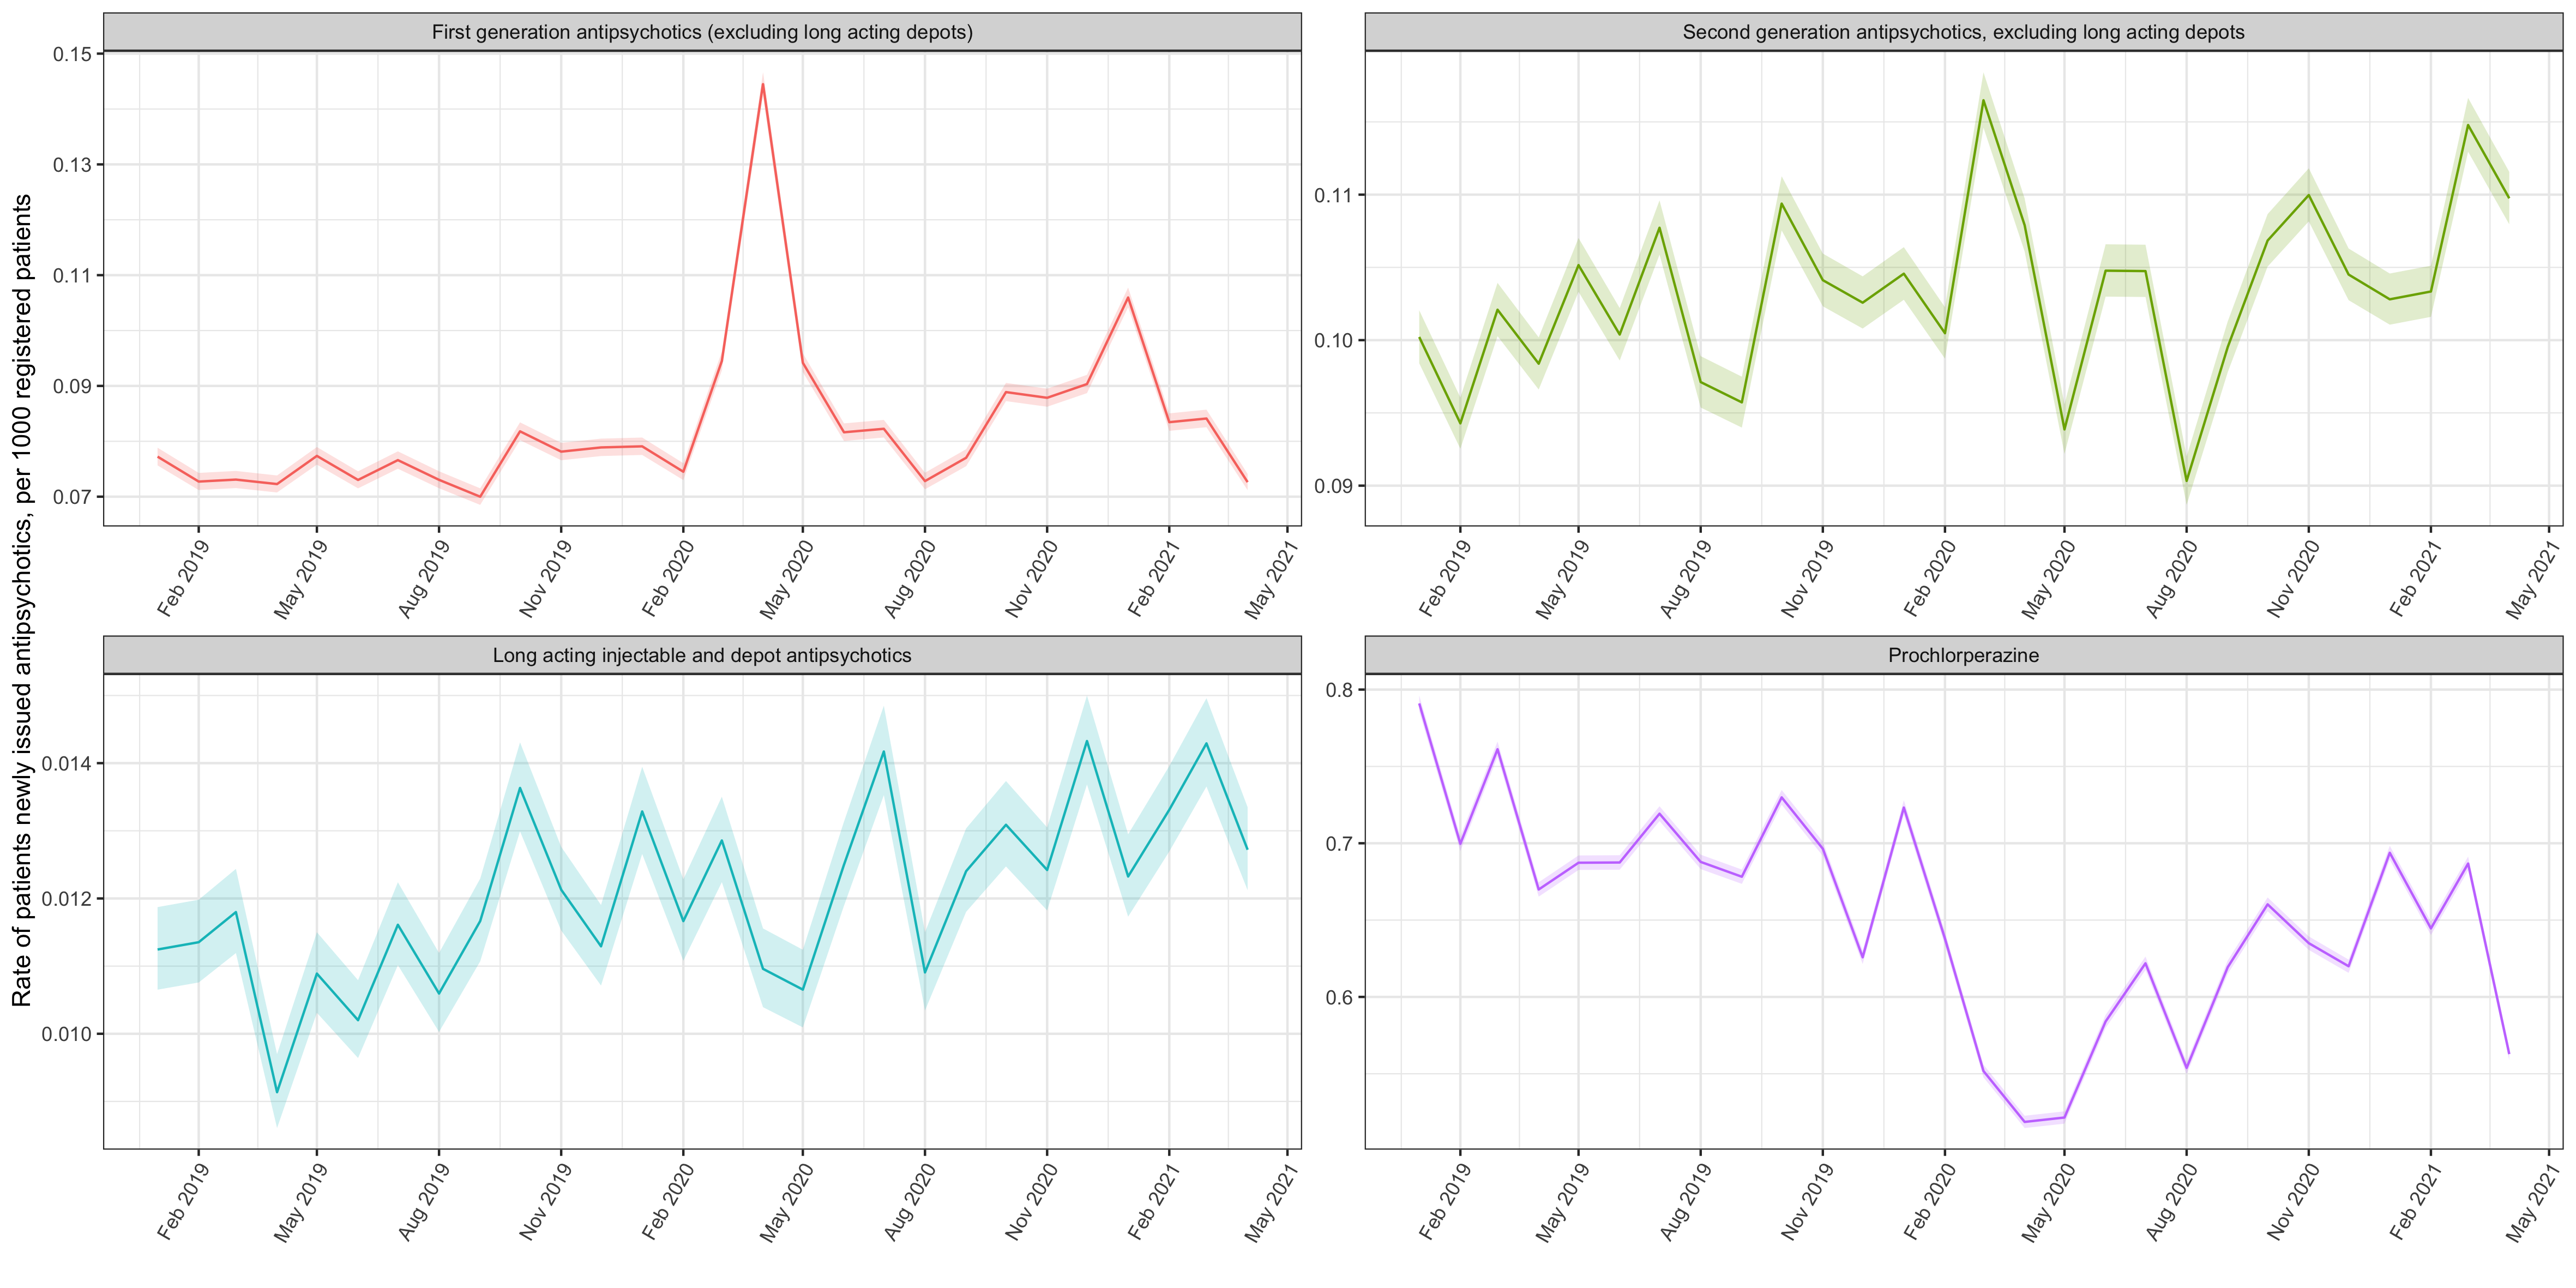 Rate of patients newly issued antipsychotics, per 1000 registered patients
First generation antipsychotics (excluding long acting depots)
0.15
0.13
0.11
0.09
0.07
Feb 2019
May 2019
Aug 2019
Nov 2019
Feb 2020
May 2020
Aug 2020
Nov 2020
Feb 2021
May 2021
Second generation antipsychotics, excluding long acting depots
0.11
0.10
0.09
Feb 2019
May 2019
Aug 2019
Nov 2019
Feb 2020
May 2020
Aug 2020
Nov 2020
Feb 2021
May 2021
Long acting injectable and depot antipsychotics
0.014
0.012
0.010
Feb 2019
May 2019
Aug 2019
Nov 2019
Feb 2020
May 2020
Aug 2020
Nov 2020
Feb 2021
May 2021
Prochlorperazine
0.8
0.7
0.6
Feb 2019
May 2019
Aug 2019
Nov 2019
Feb 2020
May 2020
Aug 2020
Nov 2020
Feb 2021
May 2021